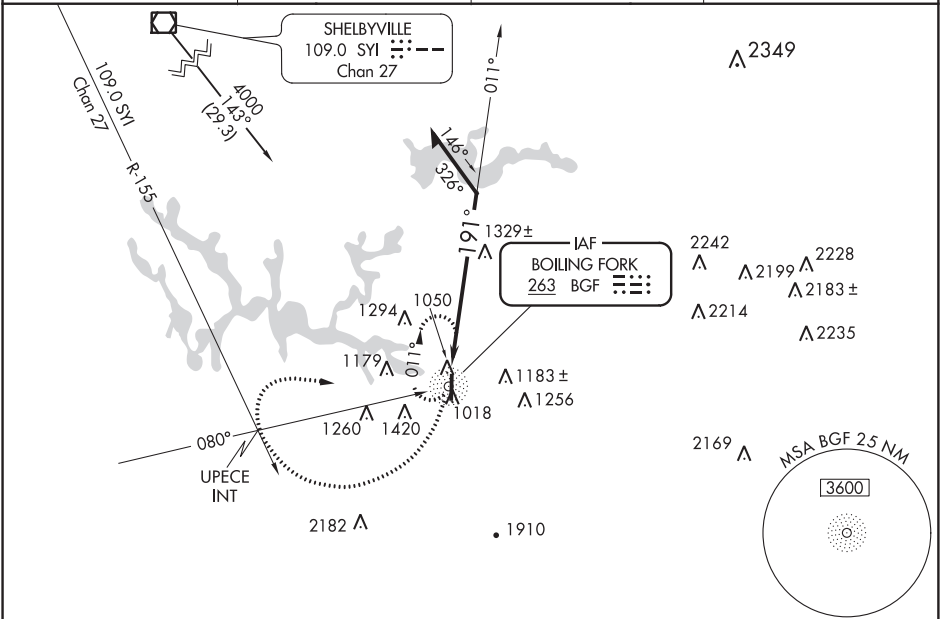 SHELBYVILLE
109.0 SYI
Chan 27
109.0 SYI
Chan 27
R-155
4000
143°
(29.3)
011°
146°
326°
191°
2349
1329±
IAF
BOILING FORK
263 BGF
2242
2199
2228
2183 ±
2214
2235
1294
1050
011°
1179
1183 ±
1256
1018
1260
1420
080°
UPECE
INT
2182
1910
2169
MSA BGF 25 NM
3600